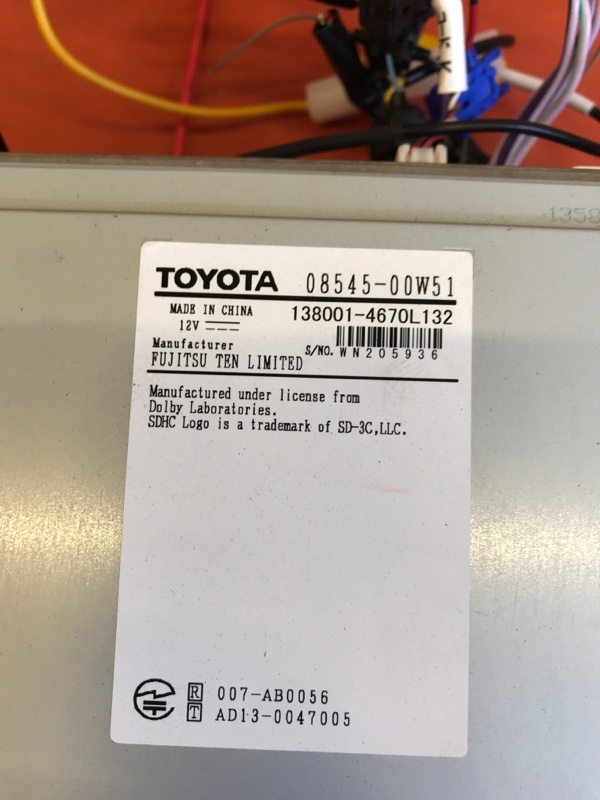 1358
TOYOTA 08545-00W51
MADE IN CHINA 138001-4670L132
12V
Manufacturer S/NO. WN205936
FUJITSU TEN LIMITED
Manufactured under license from
Dolby Laboratories.
SDHC Logo is a trademark of SD-3C,LLC.
R 007-AB0056
T AD13-0047005